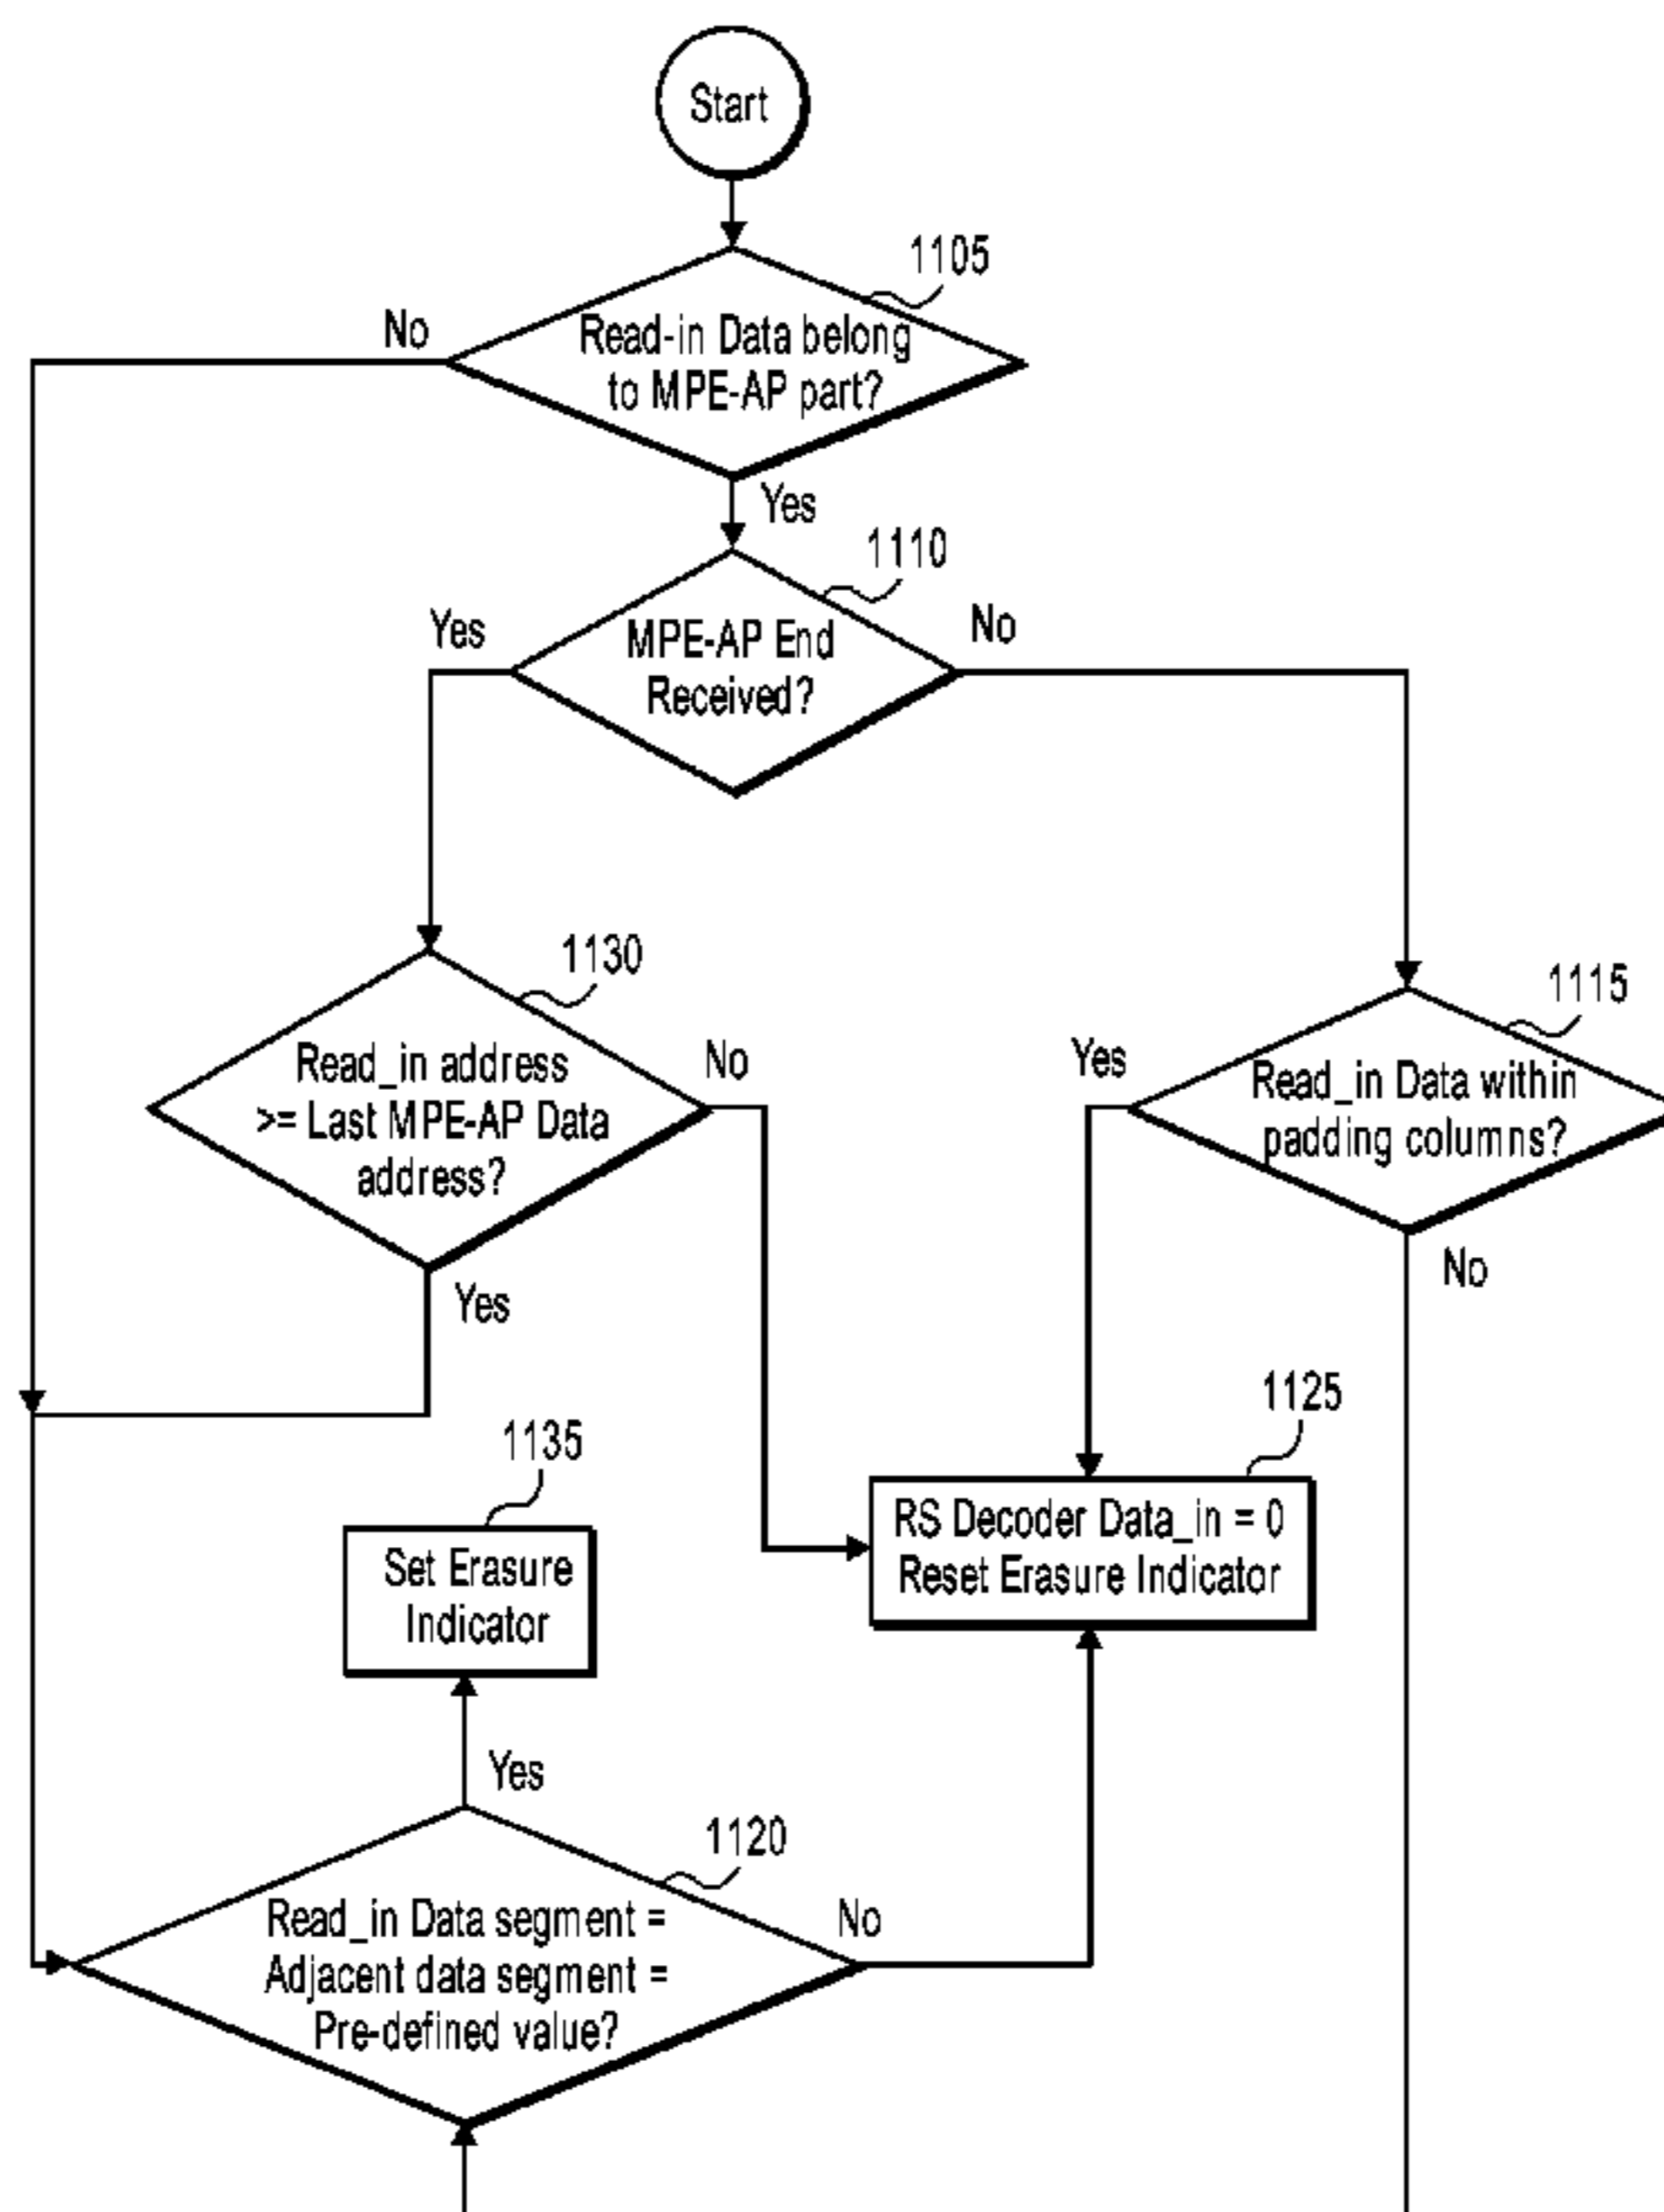 Start
1105
No
Read-in Data belong
to MPE-AP part?
Yes
1110
Yes
MPE-AP End
Received?
No
1130
1115
Read_in address
>= Last MPE-AP Data
address?
No
Yes
Read_in Data within
padding columns?
Yes
No
1135
1125
Set Erasure
Indicator
RS Decoder Data_in = 0
Reset Erasure Indicator
Yes
1120
Read_in Data segment =
Adjacent data segment =
Pre-defined value?
No